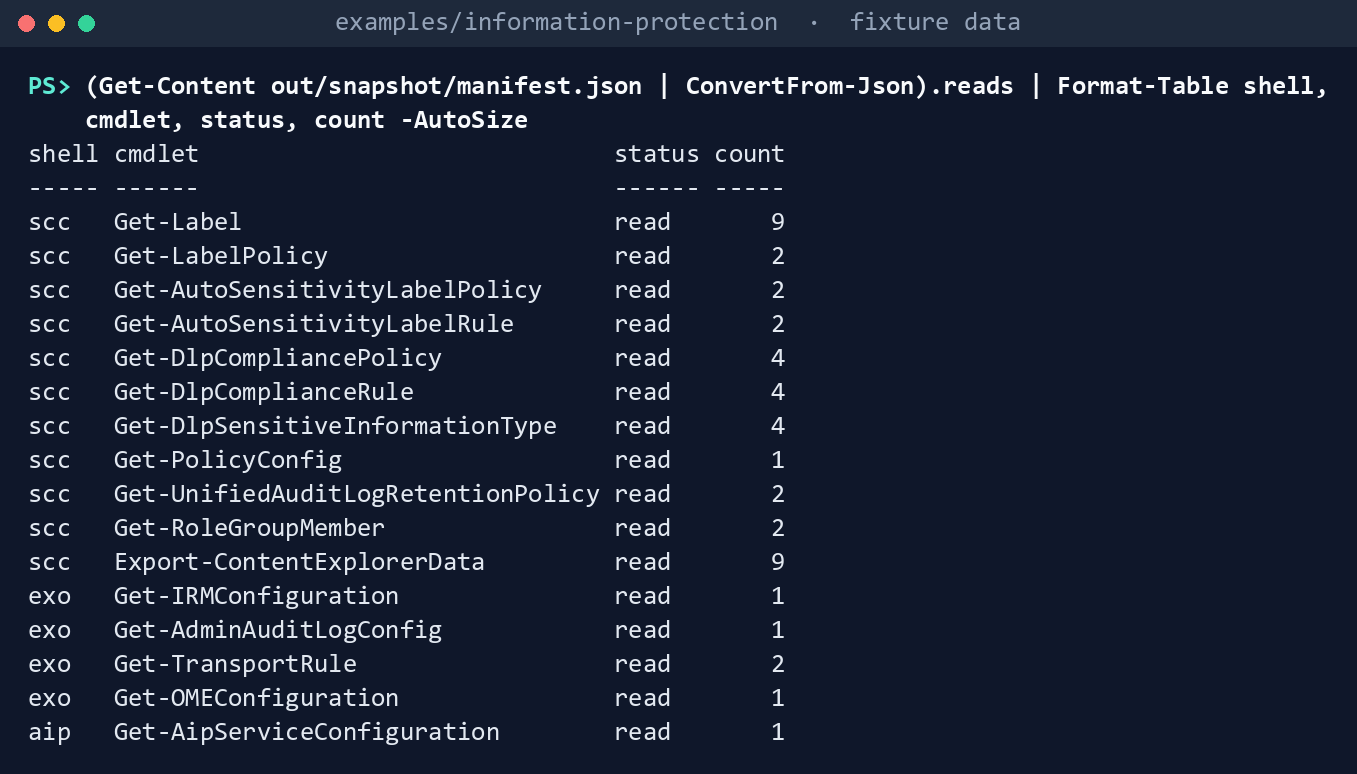 examples/information-protection · fixture data
PS> (Get-Content out/snapshot/manifest.json | ConvertFrom-Json).reads | Format-Table shell,
cmdlet, status, count -AutoSize
shell cmdlet                             status count
----- ------                             ------ -----
scc   Get-Label                          read       9
scc   Get-LabelPolicy                    read       2
scc   Get-AutoSensitivityLabelPolicy     read       2
scc   Get-AutoSensitivityLabelRule       read       2
scc   Get-DlpCompliancePolicy            read       4
scc   Get-DlpComplianceRule              read       4
scc   Get-DlpSensitiveInformationType    read       4
scc   Get-PolicyConfig                   read       1
scc   Get-UnifiedAuditLogRetentionPolicy read       2
scc   Get-RoleGroupMember                read       2
scc   Export-ContentExplorerData         read       9
exo   Get-IRMConfiguration               read       1
exo   Get-AdminAuditLogConfig            read       1
exo   Get-TransportRule                  read       2
exo   Get-OMEConfiguration               read       1
aip   Get-AipServiceConfiguration        read       1